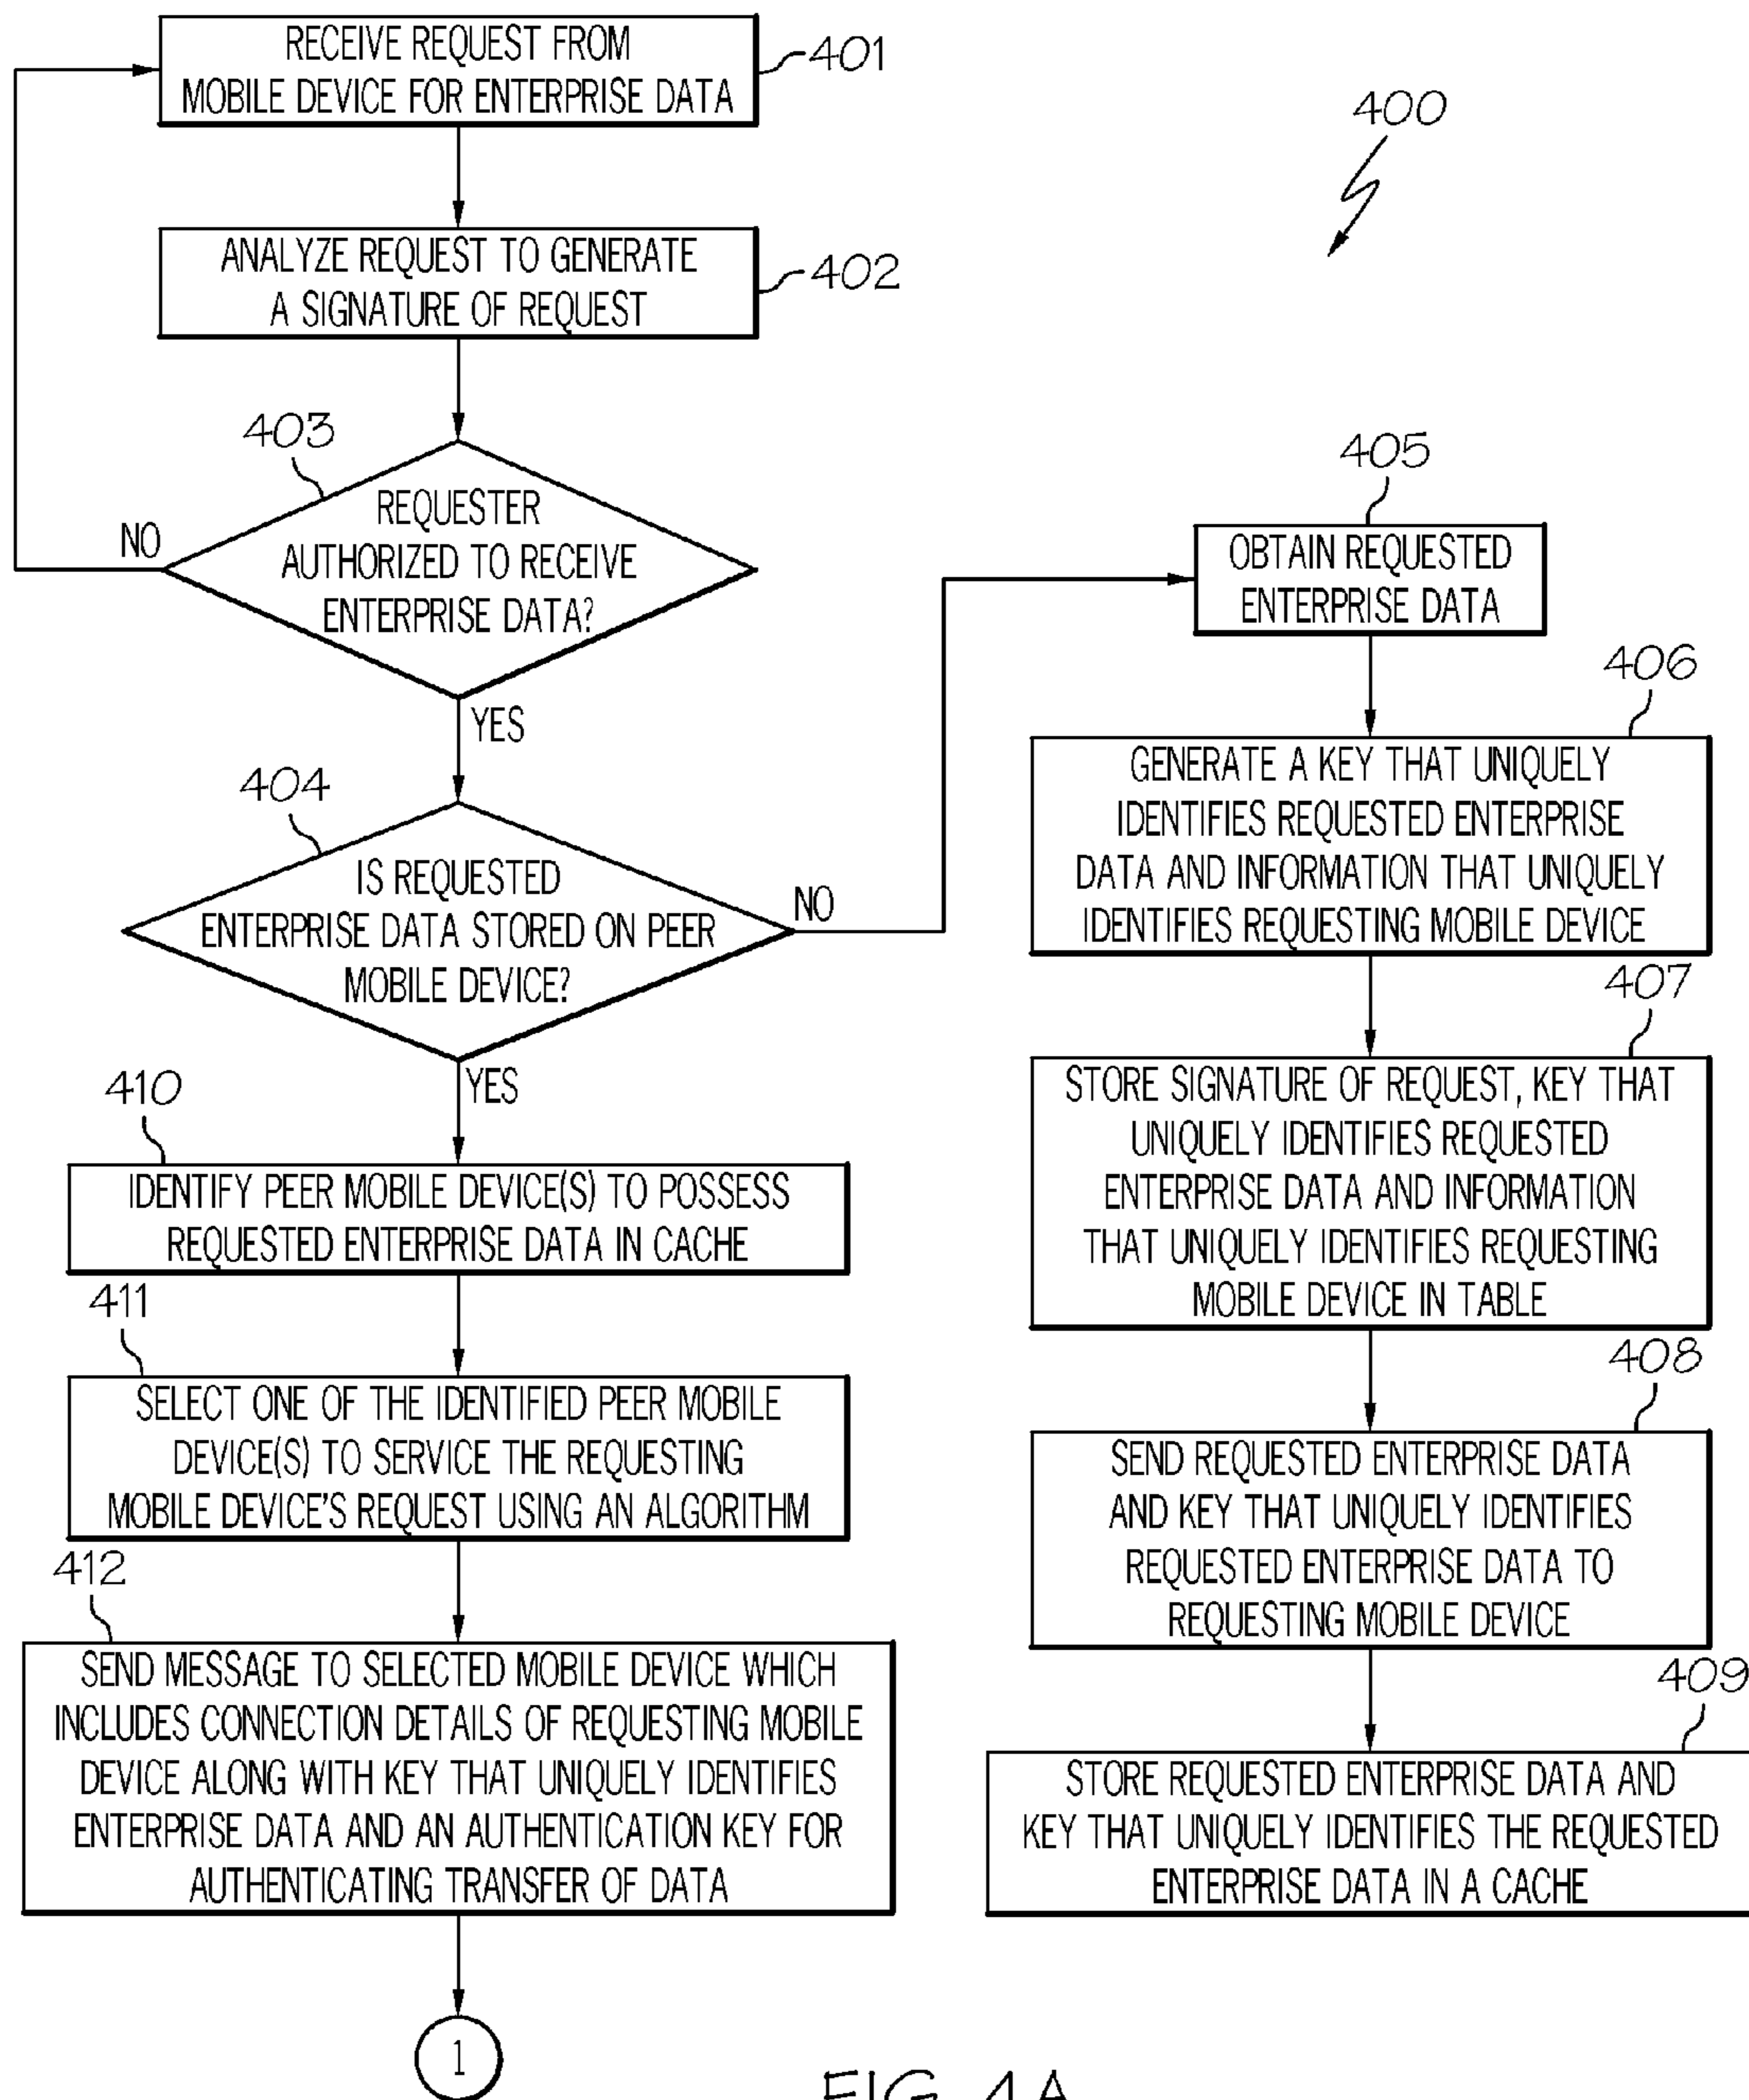 RECEIVE REQUEST FROM
MOBILE DEVICE FOR ENTERPRISE DATA
401
400
ANALYZE REQUEST TO GENERATE
A SIGNATURE OF REQUEST
402
403
REQUESTER
AUTHORIZED TO RECEIVE
ENTERPRISE DATA?
NO
YES
404
IS REQUESTED
ENTERPRISE DATA STORED ON PEER
MOBILE DEVICE?
NO
YES
405
OBTAIN REQUESTED
ENTERPRISE DATA
406
GENERATE A KEY THAT UNIQUELY
IDENTIFIES REQUESTED ENTERPRISE
DATA AND INFORMATION THAT UNIQUELY
IDENTIFIES REQUESTING MOBILE DEVICE
407
STORE SIGNATURE OF REQUEST, KEY THAT
UNIQUELY IDENTIFIES REQUESTED
ENTERPRISE DATA AND INFORMATION
THAT UNIQUELY IDENTIFIES REQUESTING
MOBILE DEVICE IN TABLE
408
SEND REQUESTED ENTERPRISE DATA
AND KEY THAT UNIQUELY IDENTIFIES
REQUESTED ENTERPRISE DATA TO
REQUESTING MOBILE DEVICE
409
STORE REQUESTED ENTERPRISE DATA AND
KEY THAT UNIQUELY IDENTIFIES THE REQUESTED
ENTERPRISE DATA IN A CACHE
410
IDENTIFY PEER MOBILE DEVICE(S) TO POSSESS
REQUESTED ENTERPRISE DATA IN CACHE
411
SELECT ONE OF THE IDENTIFIED PEER MOBILE
DEVICE(S) TO SERVICE THE REQUESTING
MOBILE DEVICE'S REQUEST USING AN ALGORITHM
412
SEND MESSAGE TO SELECTED MOBILE DEVICE WHICH
INCLUDES CONNECTION DETAILS OF REQUESTING MOBILE
DEVICE ALONG WITH KEY THAT UNIQUELY IDENTIFIES
ENTERPRISE DATA AND AN AUTHENTICATION KEY FOR
AUTHENTICATING TRANSFER OF DATA
1
FIG. 4A